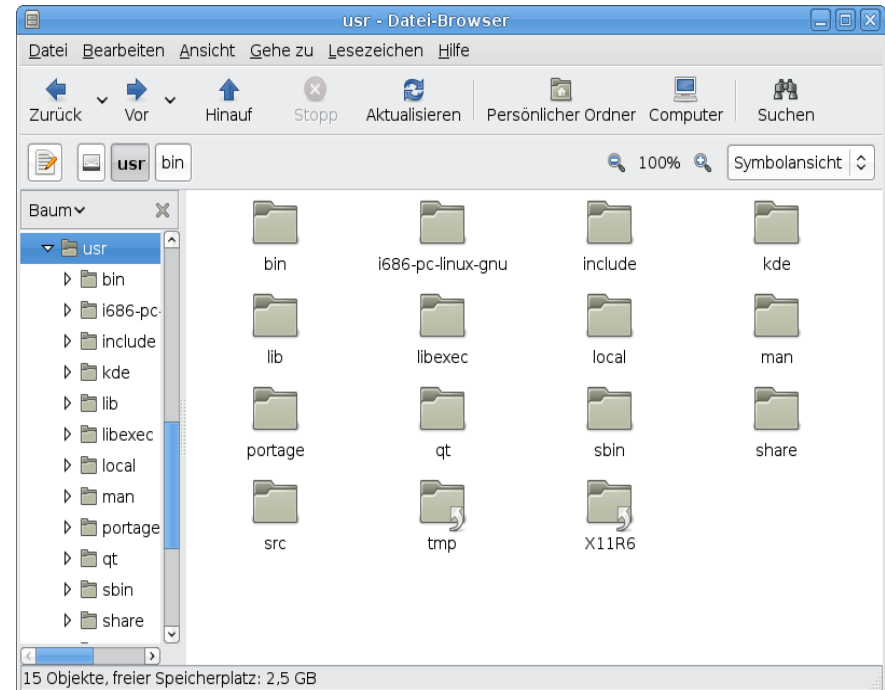 usr - Datei-Browser
Datei Bearbeiten Ansicht Gehe zu Lesezeichen Hilfe
Zurück Vor Hinauf Stopp Aktualisieren Persönlicher Ordner Computer Suchen
usr bin 100% Symbolansicht
Baum
usr
bin
i686-pc-
include
kde
lib
libexec
local
man
portage
qt
sbin
share
bin i686-pc-linux-gnu include kde
lib libexec local man
portage qt sbin share
src tmp X11R6
15 Objekte, freier Speicherplatz: 2,5 GB